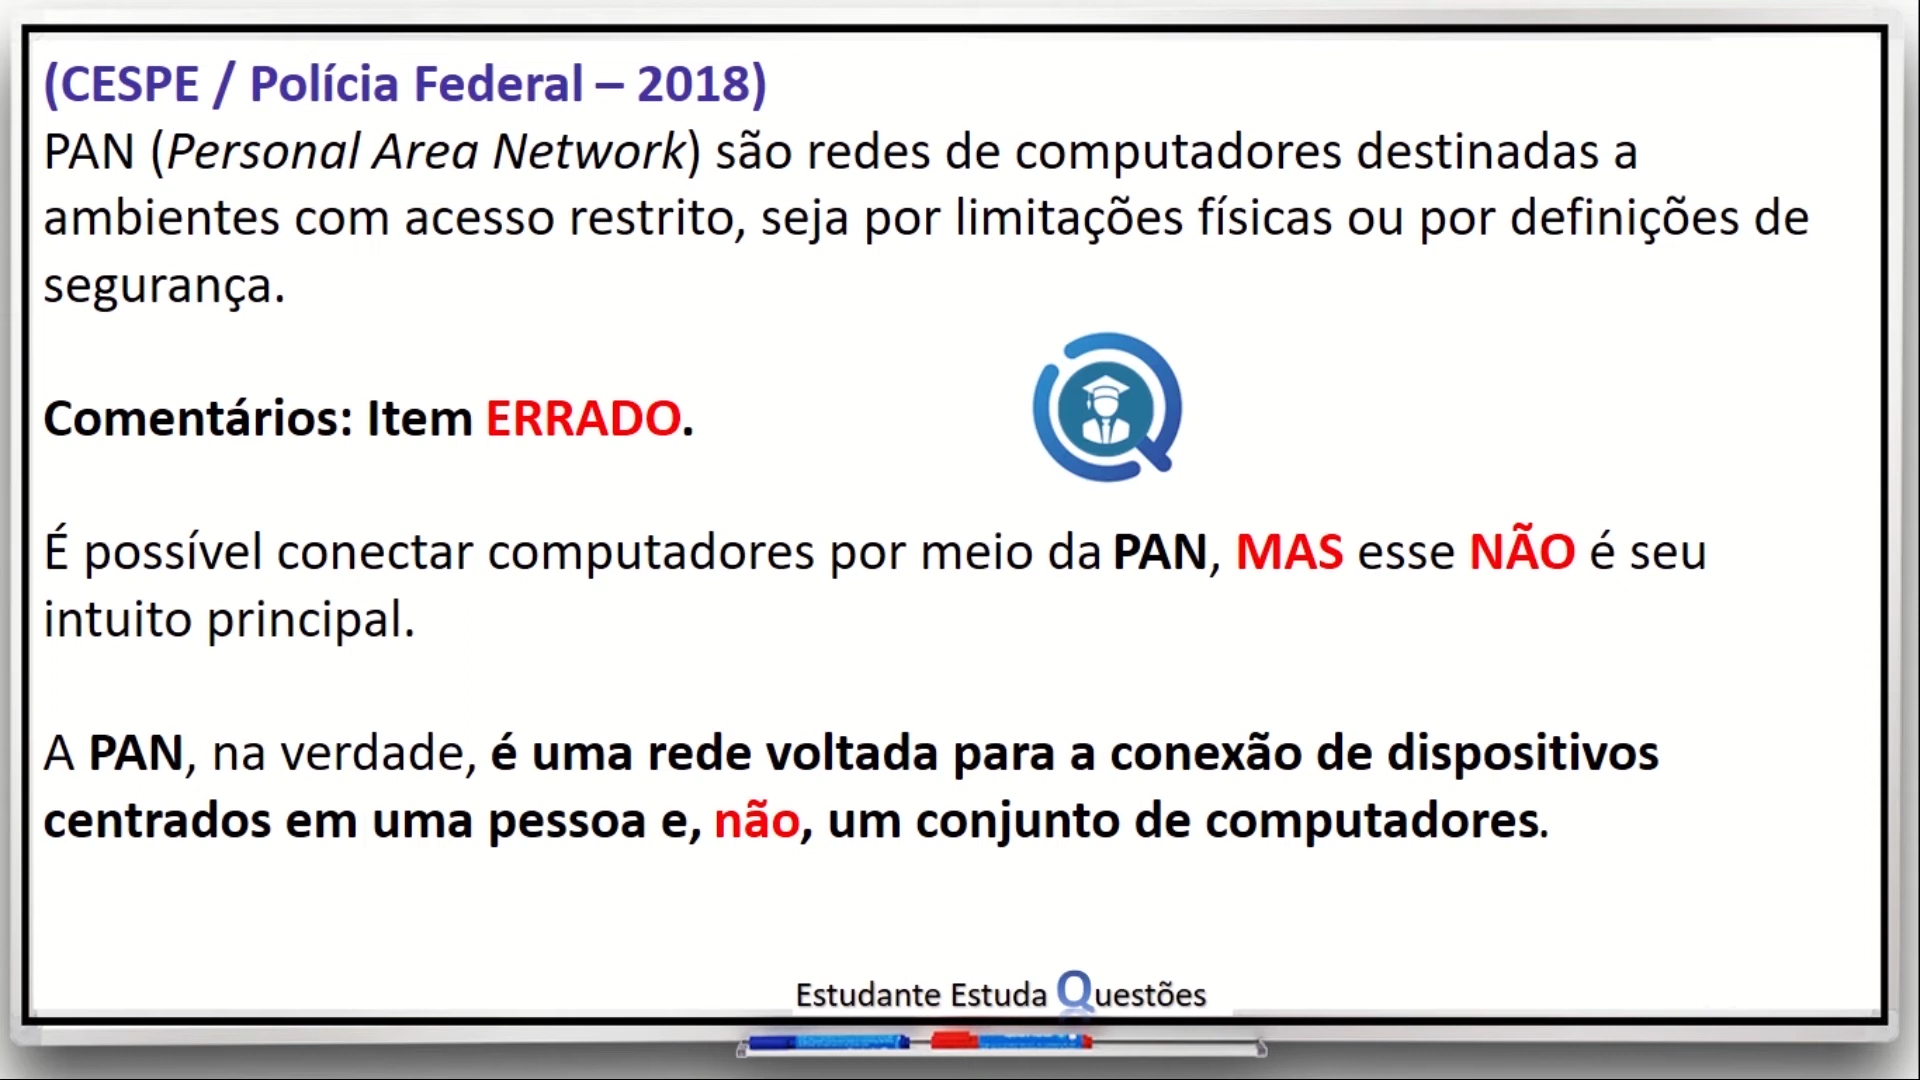 (CESPE / Polícia Federal – 2018)
PAN (Personal Area Network) são redes de computadores destinadas a
ambientes com acesso restrito, seja por limitações físicas ou por definições de
segurança.
Comentários: Item ERRADO.
É possível conectar computadores por meio da PAN, MAS esse NÃO é seu
intuito principal.
A PAN, na verdade, é uma rede voltada para a conexão de dispositivos
centrados em uma pessoa e, não, um conjunto de computadores.
Estudante Estuda Questões